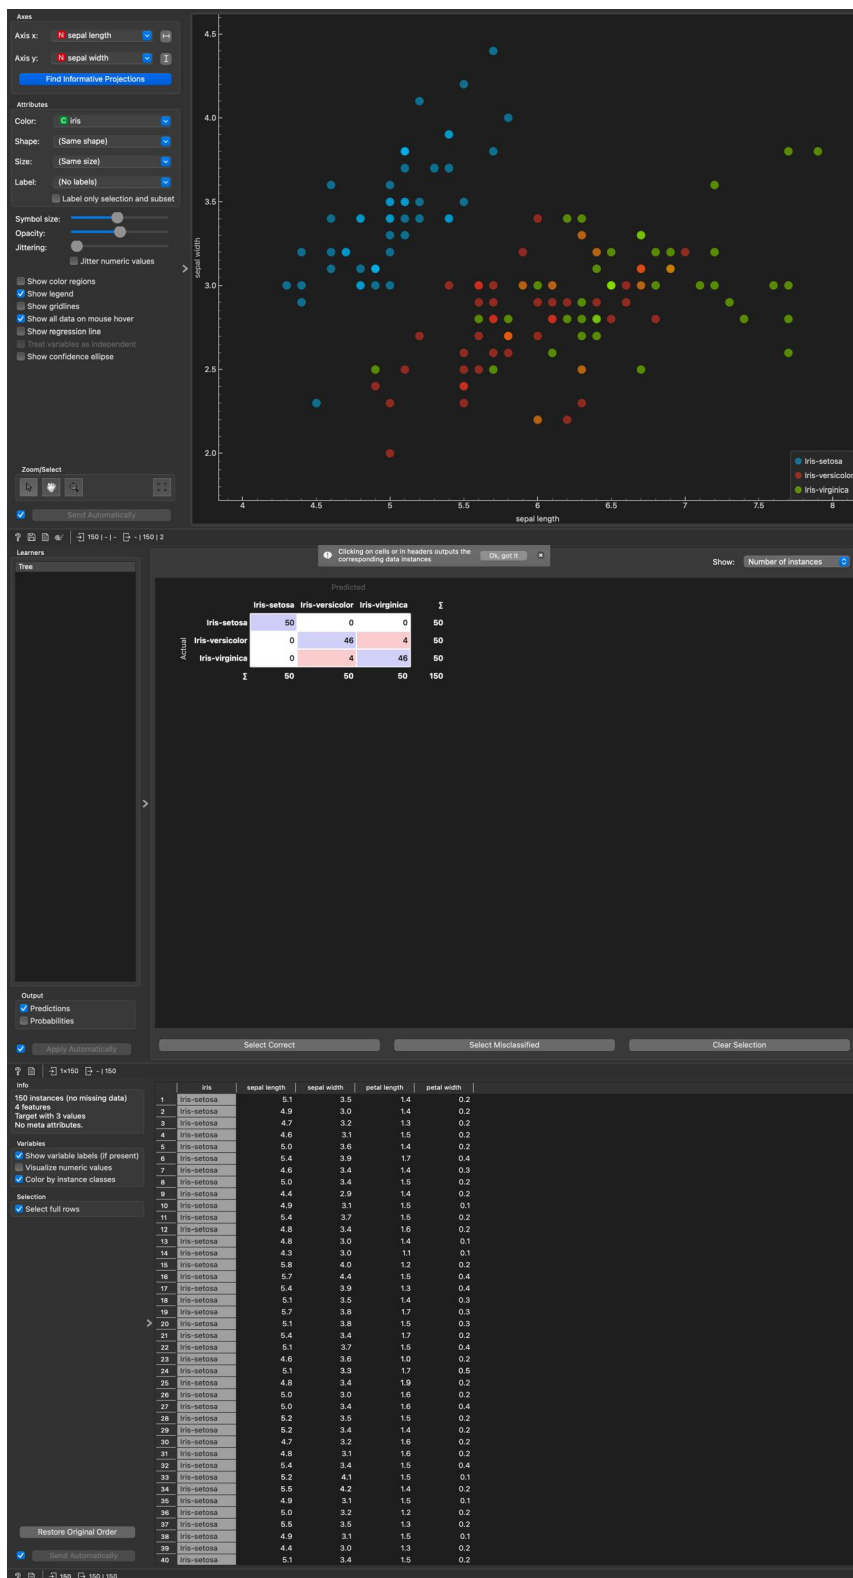 Axes
Axis x: N sepal length
Axis y: N sepal width
Find Informative Projections
Attributes
Color: C iris
Shape: (Same shape)
Size: (Same size)
Label: (No labels)
Label only selection and subset
Symbol size:
Opacity:
Jittering:
Jitter numeric values
Show color regions
Show legend
Show gridlines
Show all data on mouse hover
Show regression line
Treat variables as independent
Show confidence ellipse
Zoom/Select
Send Automatically
150 | - | - - | 150 | 2
sepal width
4.5
4.0
3.5
3.0
2.5
2.0
4 4.5 5 5.5 6 6.5 7 7.5 8
sepal length
Iris-setosa
Iris-versicolor
Iris-virginica
Learners
Tree
Clicking on cells or in headers outputs the
corresponding data instances
Ok, got it
Show: Number of instances
Predicted
Iris-setosa Iris-versicolor Iris-virginica Σ
Actual
Iris-setosa 50 0 0 50
Iris-versicolor 0 46 4 50
Iris-virginica 0 4 46 50
Σ 50 50 50 150
Output
Predictions
Probabilities
Apply Automatically
Select Correct Select Misclassified Clear Selection
1×150 - | 150
Info
150 instances (no missing data)
4 features
Target with 3 values
No meta attributes.
Variables
Show variable labels (if present)
Visualize numeric values
Color by instance classes
Selection
Select full rows
Restore Original Order
Send Automatically
iris sepal length sepal width petal length petal width
1 Iris-setosa 5.1 3.5 1.4 0.2
2 Iris-setosa 4.9 3.0 1.4 0.2
3 Iris-setosa 4.7 3.2 1.3 0.2
4 Iris-setosa 4.6 3.1 1.5 0.2
5 Iris-setosa 5.0 3.6 1.4 0.2
6 Iris-setosa 5.4 3.9 1.7 0.4
7 Iris-setosa 4.6 3.4 1.4 0.3
8 Iris-setosa 5.0 3.4 1.5 0.2
9 Iris-setosa 4.4 2.9 1.4 0.2
10 Iris-setosa 4.9 3.1 1.5 0.1
11 Iris-setosa 5.4 3.7 1.5 0.2
12 Iris-setosa 4.8 3.4 1.6 0.2
13 Iris-setosa 4.8 3.0 1.4 0.1
14 Iris-setosa 4.3 3.0 1.1 0.1
15 Iris-setosa 5.8 4.0 1.2 0.2
16 Iris-setosa 5.7 4.4 1.5 0.4
17 Iris-setosa 5.4 3.9 1.3 0.4
18 Iris-setosa 5.1 3.5 1.4 0.3
19 Iris-setosa 5.7 3.8 1.7 0.3
20 Iris-setosa 5.1 3.8 1.5 0.3
21 Iris-setosa 5.4 3.4 1.7 0.2
22 Iris-setosa 5.1 3.7 1.5 0.4
23 Iris-setosa 4.6 3.6 1.0 0.2
24 Iris-setosa 5.1 3.3 1.7 0.5
25 Iris-setosa 4.8 3.4 1.9 0.2
26 Iris-setosa 5.0 3.0 1.6 0.2
27 Iris-setosa 5.0 3.4 1.6 0.4
28 Iris-setosa 5.2 3.5 1.5 0.2
29 Iris-setosa 5.2 3.4 1.4 0.2
30 Iris-setosa 4.7 3.2 1.6 0.2
31 Iris-setosa 4.8 3.1 1.6 0.2
32 Iris-setosa 5.4 3.4 1.5 0.4
33 Iris-setosa 5.2 4.1 1.5 0.1
34 Iris-setosa 5.5 4.2 1.4 0.2
35 Iris-setosa 4.9 3.1 1.5 0.1
36 Iris-setosa 5.0 3.2 1.2 0.2
37 Iris-setosa 5.5 3.5 1.3 0.2
38 Iris-setosa 4.9 3.1 1.5 0.1
39 Iris-setosa 4.4 3.0 1.3 0.2
40 Iris-setosa 5.1 3.4 1.5 0.2
150 150 | 150